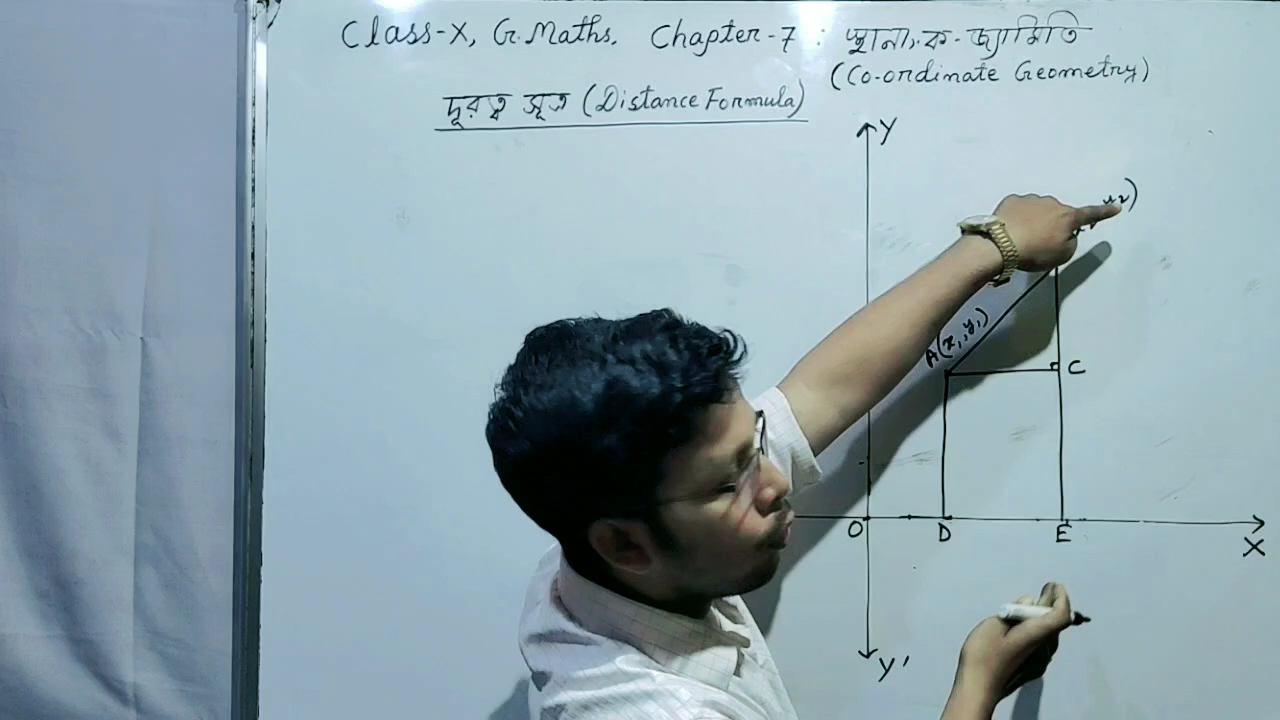 Class-X, G.Maths. Chapter-7 : স্থানাংক-জ্যামিতি
(Co-ordinate Geometry)
দূরত্ব সূত্র (Distance Formula)
Y
A(x₁,y₁)
C
O D E
X
Y'